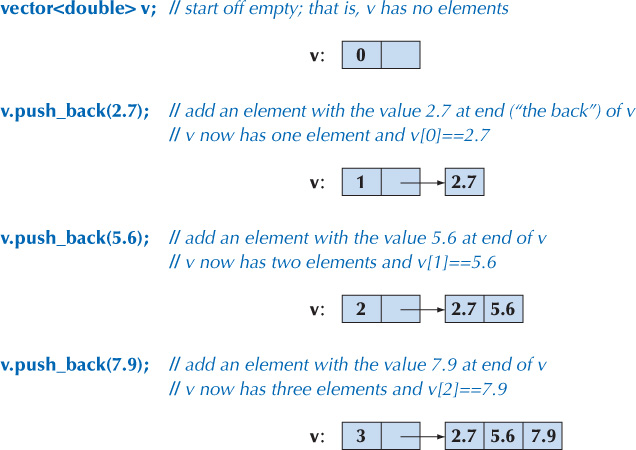 vector<double> v; // start off empty; that is, v has no elements
v: 0
v.push_back(2.7); // add an element with the value 2.7 at end (“the back”) of v
// v now has one element and v[0]==2.7
v: 1 2.7
v.push_back(5.6); // add an element with the value 5.6 at end of v
// v now has two elements and v[1]==5.6
v: 2 2.7 5.6
v.push_back(7.9); // add an element with the value 7.9 at end of v
// v now has three elements and v[2]==7.9
v: 3 2.7 5.6 7.9